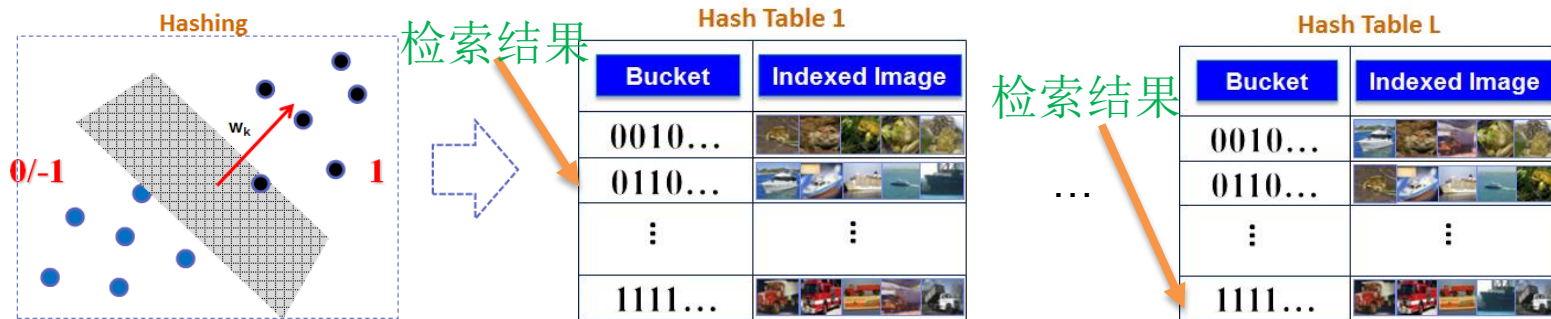 Hashing
w_k
0/-1
1
检索结果
Hash Table 1
Bucket Indexed Image
0010...
0110...
⋮ ⋮
1111...
…
检索结果
Hash Table L
Bucket Indexed Image
0010...
0110...
⋮ ⋮
1111...